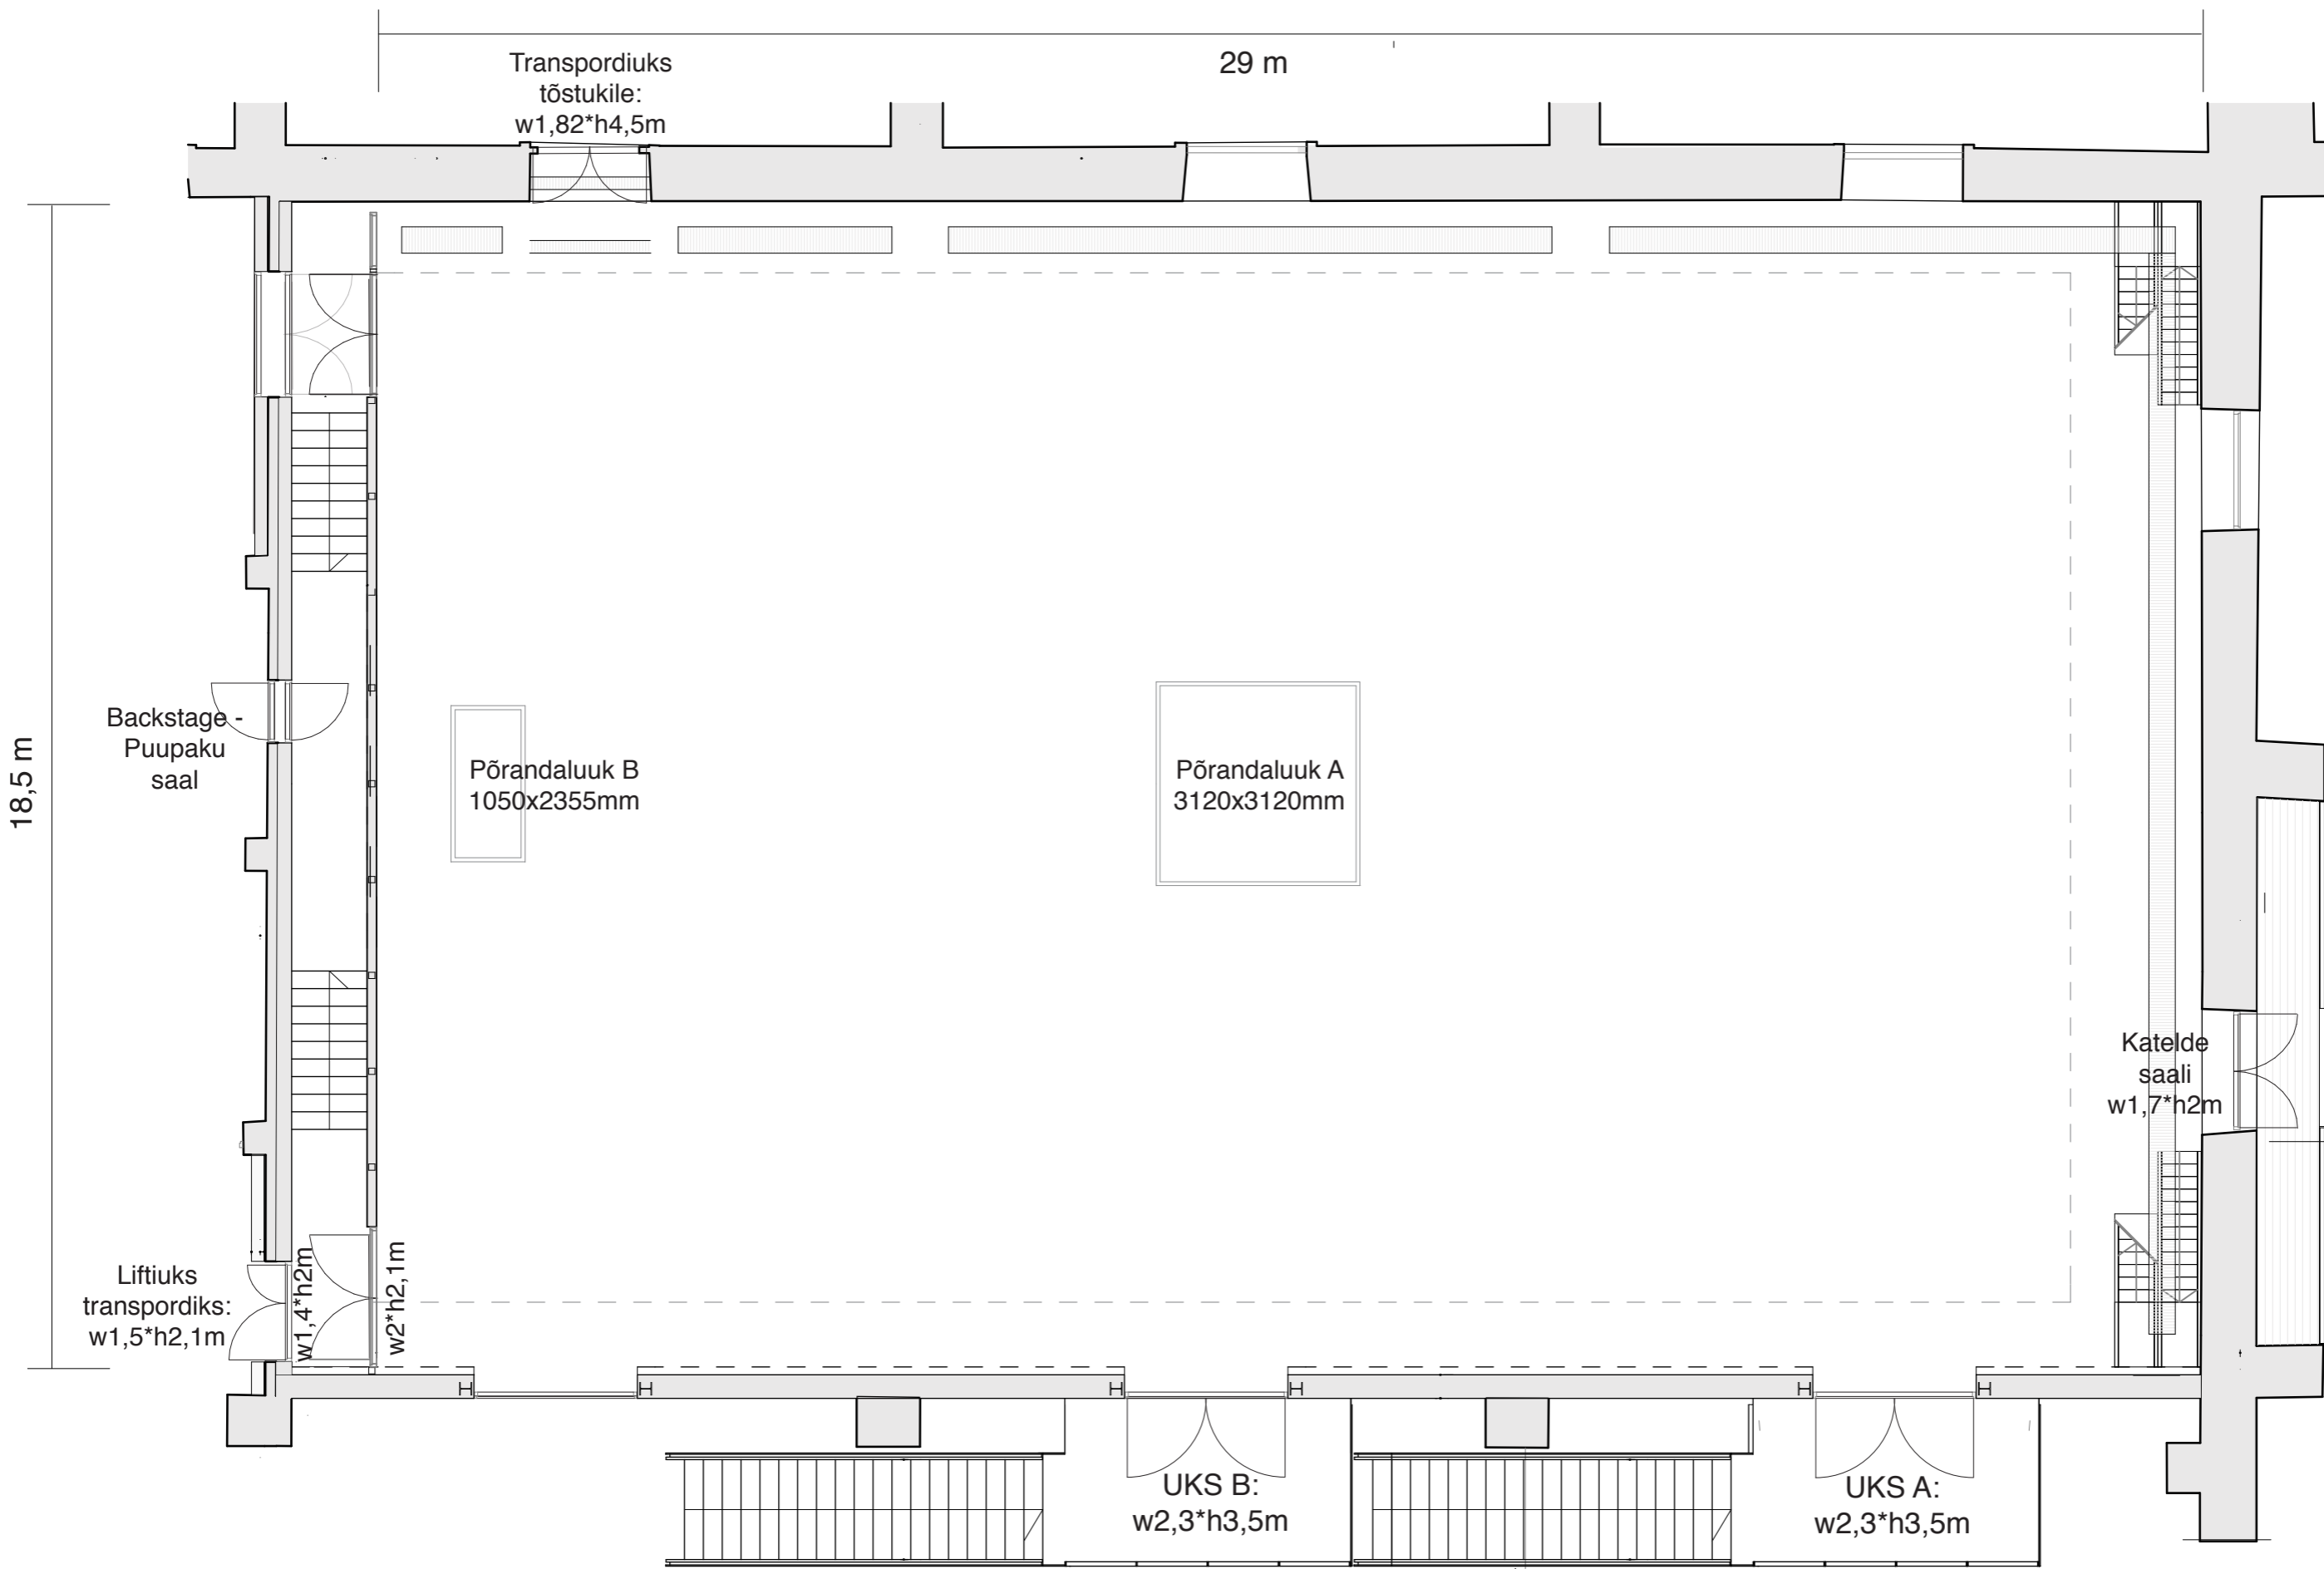 29 m
Transpordiuks
tõstukile:
w1,82*h4,5m
18,5 m
Backstage -
Puupaku
saal
Põrandaluuk B
1050x2355mm
Põrandaluuk A
3120x3120mm
Katelde
saali
w1,7*h2m
Liftiuks
transpordiks:
w1,5*h2,1m
w1,4*h2m
w2*h2,1m
UKS B:
w2,3*h3,5m
UKS A:
w2,3*h3,5m